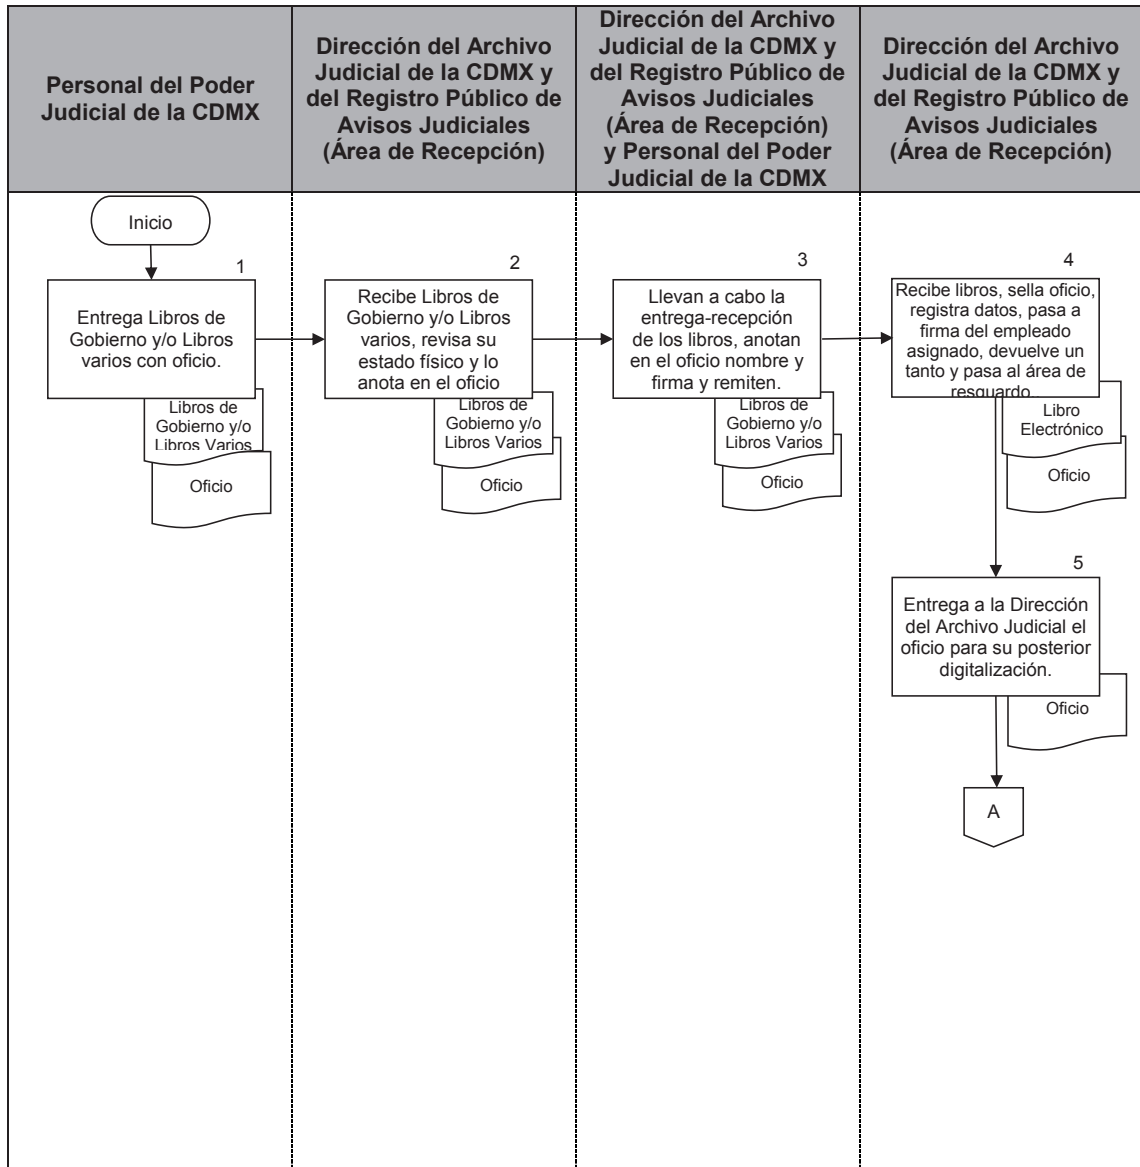 Personal del Poder
Judicial de la CDMX
Dirección del Archivo
Judicial de la CDMX y
del Registro Público de
Avisos Judiciales
(Área de Recepción)
Dirección del Archivo
Judicial de la CDMX y
del Registro Público de
Avisos Judiciales
(Área de Recepción)
y Personal del Poder
Judicial de la CDMX
Dirección del Archivo
Judicial de la CDMX y
del Registro Público de
Avisos Judiciales
(Área de Recepción)
Inicio
1
Entrega Libros de
Gobierno y/o Libros
varios con oficio.
Libros de
Gobierno y/o
Libros Varios
Oficio
2
Recibe Libros de
Gobierno y/o Libros
varios, revisa su
estado físico y lo
anota en el oficio
Libros de
Gobierno y/o
Libros Varios
Oficio
3
Llevan a cabo la
entrega-recepción
de los libros, anotan
en el oficio nombre y
firma y remiten.
Libros de
Gobierno y/o
Libros Varios
Oficio
4
Recibe libros, sella oficio,
registra datos, pasa a
firma del empleado
asignado, devuelve un
tanto y pasa al área de
resguardo.
Libro
Electrónico
Oficio
5
Entrega a la Dirección
del Archivo Judicial el
oficio para su posterior
digitalización.
Oficio
A